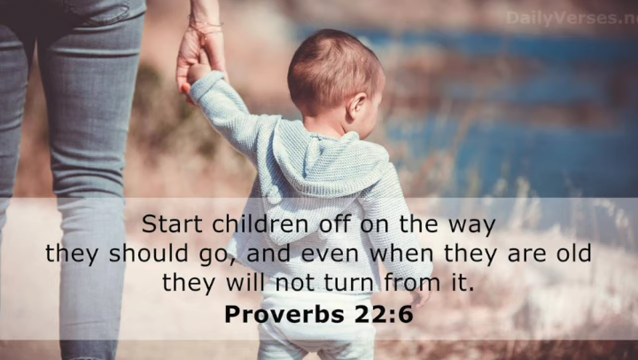 DailyVerses.ne
Start children off on the way
they should go, and even when they are old
they will not turn from it.
Proverbs 22:6